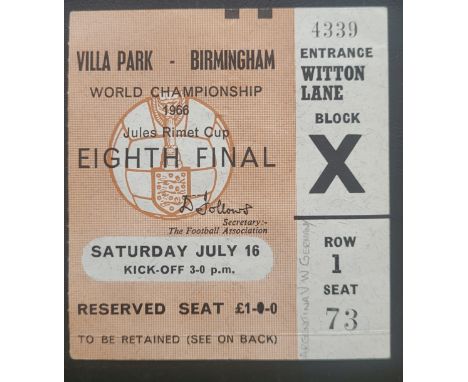 VILLA PARK - BIRMINGHAM
WORLD CHAMPIONSHIP
1966
Jules Rimet Cup
EIGHTH FINAL
D Follows
Secretary:-
The Football Association
SATURDAY JULY 16
KICK-OFF 3-0 p.m.
RESERVED SEAT £1-0-0
TO BE RETAINED (SEE ON BACK)
4339
ENTRANCE
WITTON
LANE
BLOCK
X
ROW
1
SEAT
73
ARGENTINA V W GERMANY